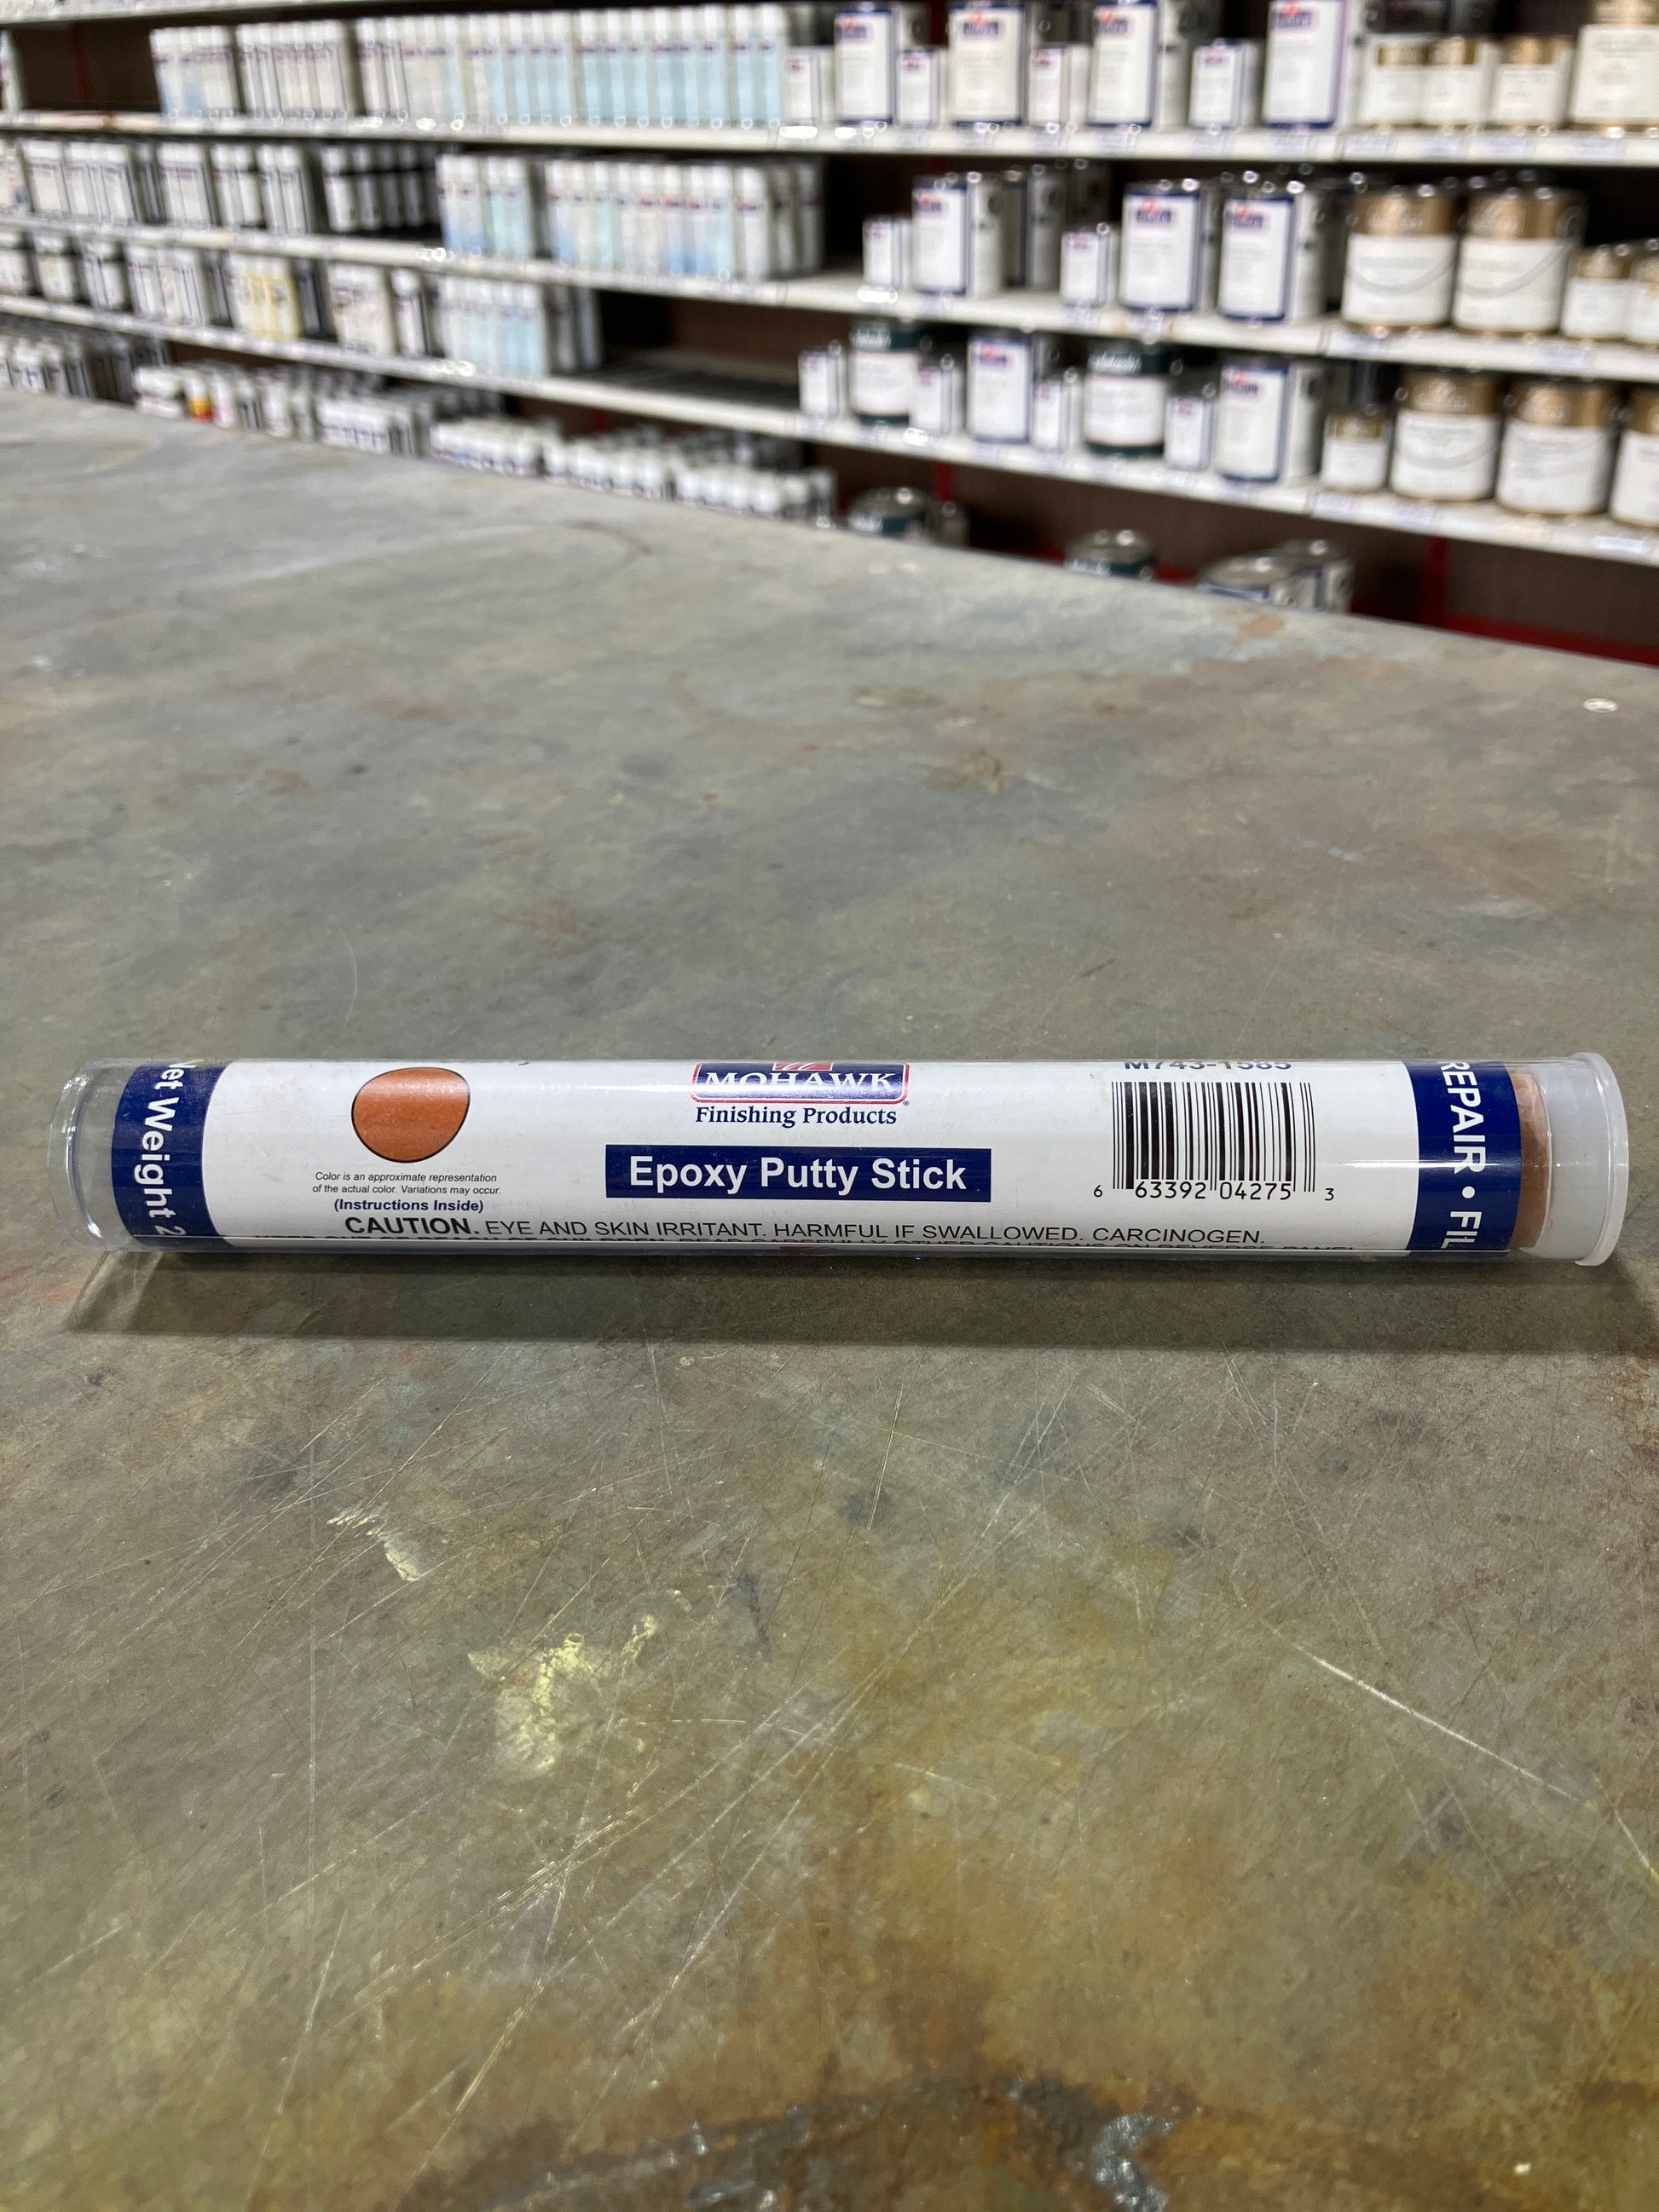 Net Weight 2
Color is an approximate representation
of the actual color. Variations may occur.
(Instructions Inside)
MOHAWK
Finishing Products
Epoxy Putty Stick
M743-1585
6 63392 04275 3
CAUTION. EYE AND SKIN IRRITANT. HARMFUL IF SWALLOWED. CARCINOGEN.
REPAIR • FIL